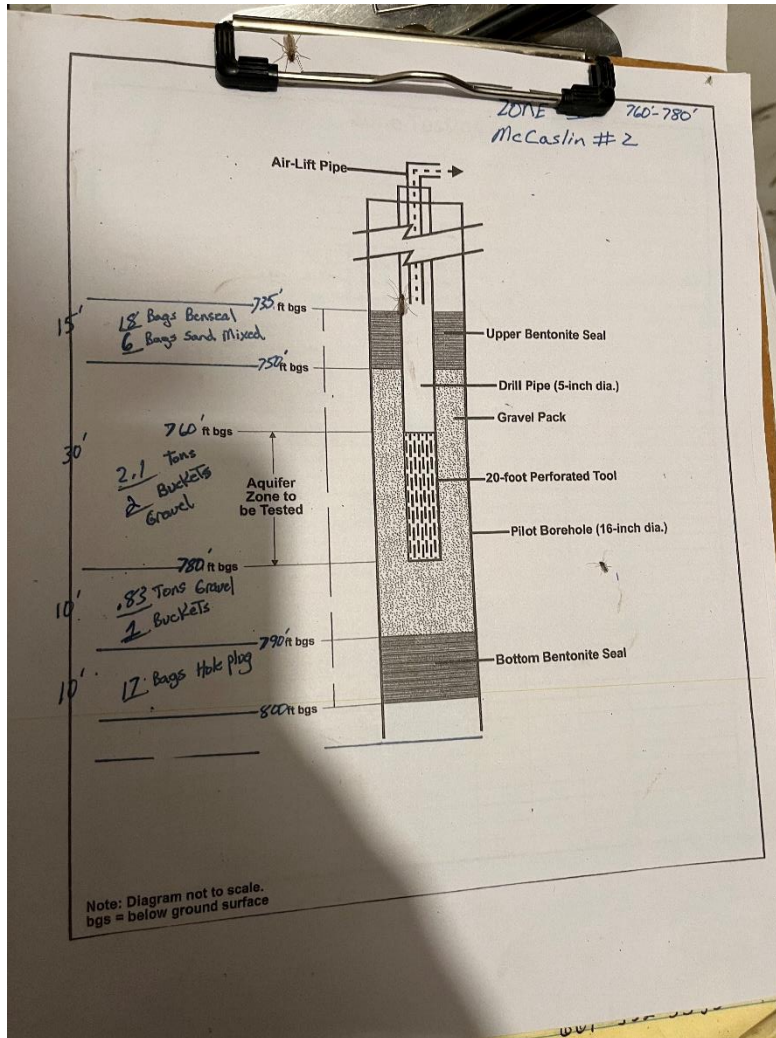 ZONE 760'-780'
McCaslin #2
Air-Lift Pipe
735' ft bgs
15'
18 Bags Benseal
6 Bags Sand Mixed
Upper Bentonite Seal
750' ft bgs
Drill Pipe (5-inch dia.)
Gravel Pack
760' ft bgs
30'
2.1 Tons
2 Buckets
Gravel
Aquifer
Zone to
be Tested
20-foot Perforated Tool
Pilot Borehole (16-inch dia.)
780' ft bgs
10'
.83 Tons Gravel
1 Buckets
790' ft bgs
Bottom Bentonite Seal
10'
17 Bags Hole plug
800 ft bgs
Note: Diagram not to scale.
bgs = below ground surface